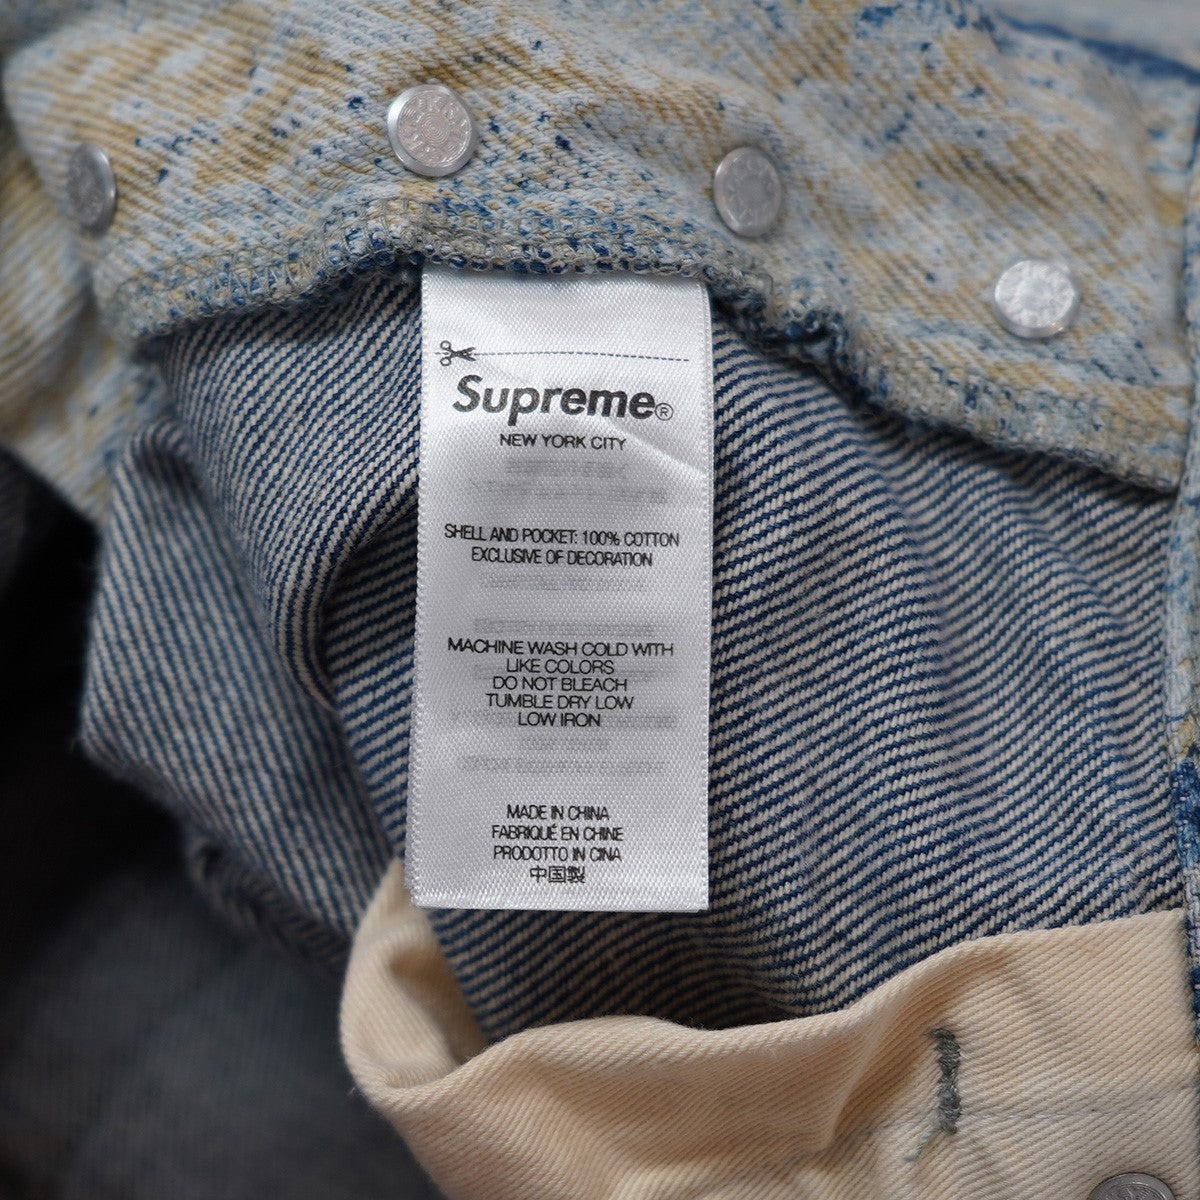 Supreme®
NEW YORK CITY
SHELL AND POCKET: 100% COTTON
EXCLUSIVE OF DECORATION
MACHINE WASH COLD WITH
LIKE COLORS
DO NOT BLEACH
TUMBLE DRY LOW
LOW IRON
MADE IN CHINA
FABRIQUÉ EN CHINE
PRODOTTO IN CINA
中国製